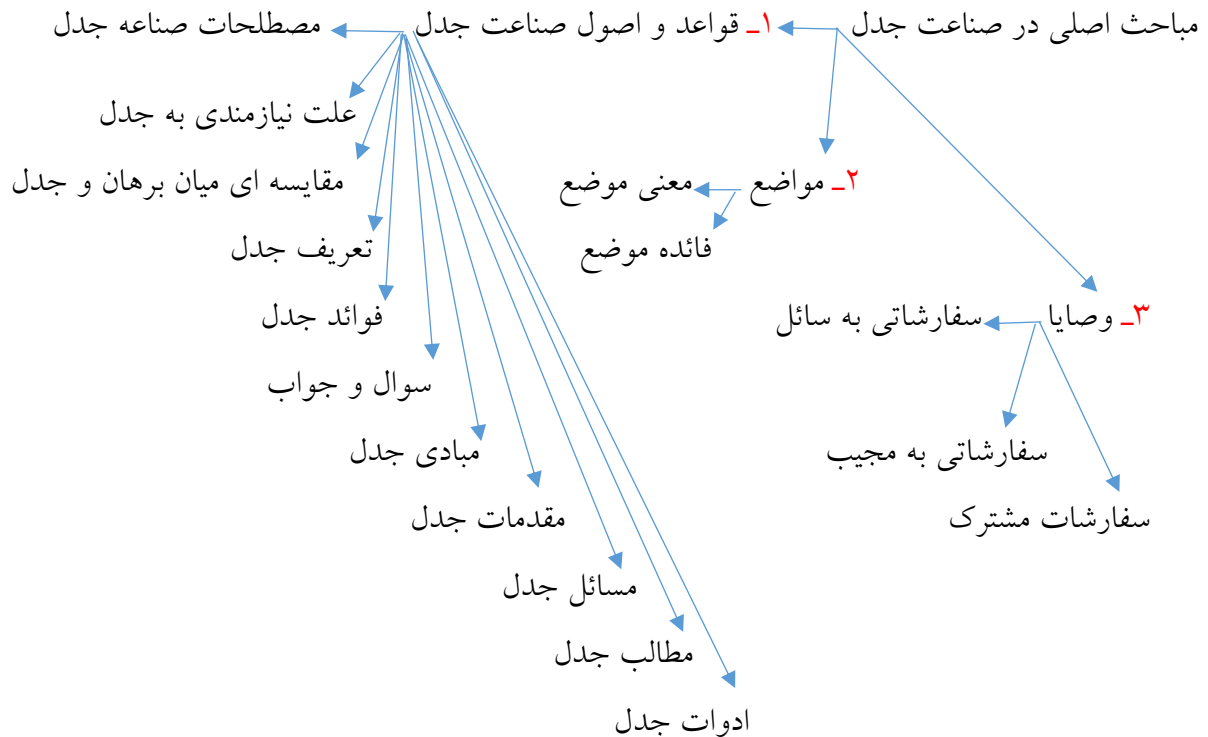 مباحث اصلی در صناعت جدل ۱ـ قواعد و اصول صناعت جدل مصطلحات صناعه جدل
علت نیازمندی به جدل
۲ـ مواضع معنی موضع مقایسه ای میان برهان و جدل
فائده موضع تعریف جدل
۳ـ وصایا سفارشاتی به سائل فوائد جدل
سوال و جواب
سفارشاتی به مجیب مبادی جدل
سفارشات مشترک مقدمات جدل
مسائل جدل
مطالب جدل
ادوات جدل